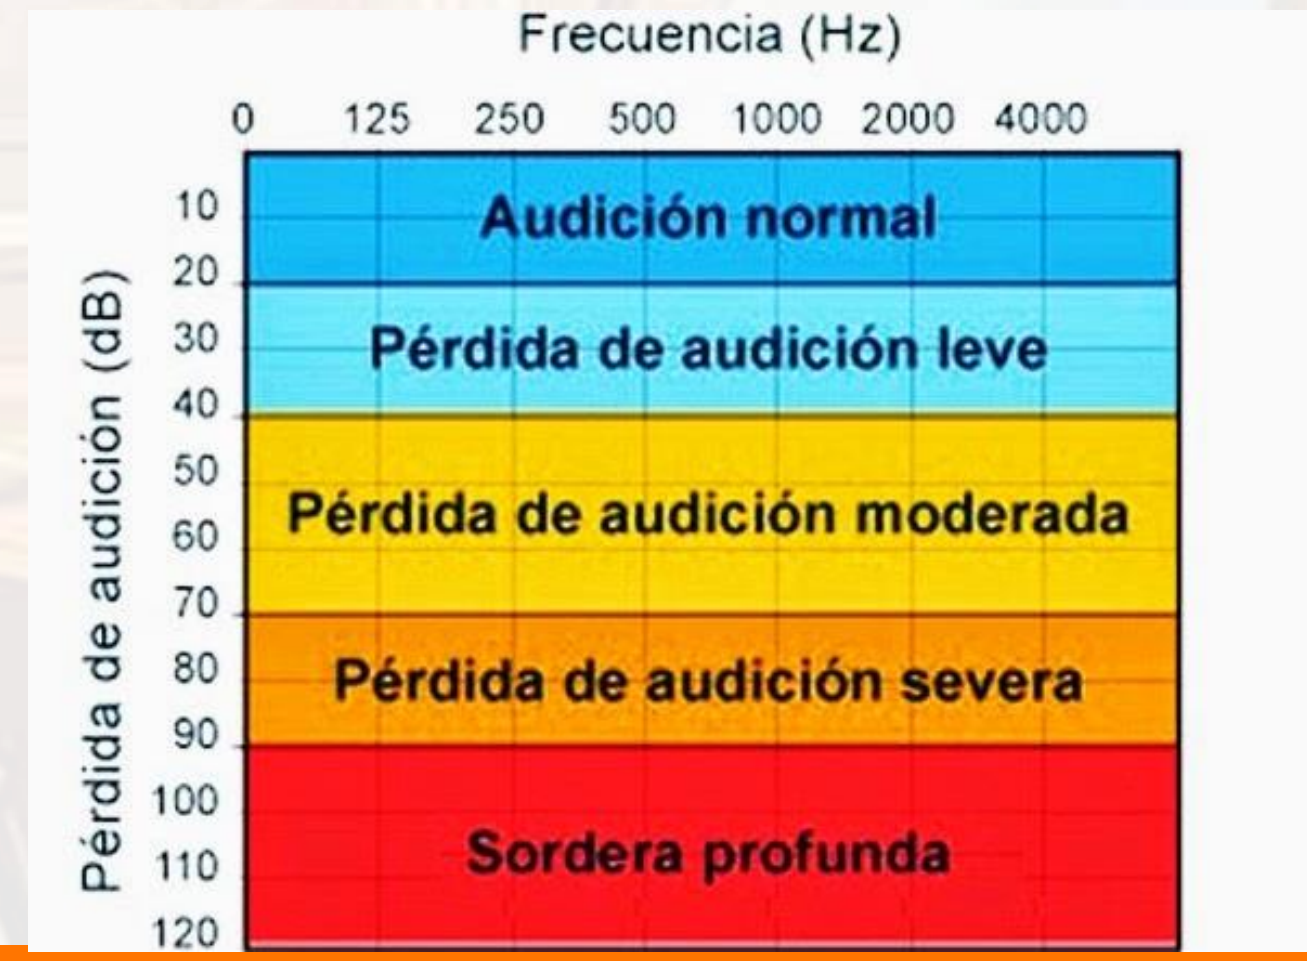 Frecuencia (Hz)
0 125 250 500 1000 2000 4000
Pérdida de audición (dB)
10
Audición normal
20
30
Pérdida de audición leve
40
50
Pérdida de audición moderada
60
70
80
Pérdida de audición severa
90
100
Sordera profunda
110
120